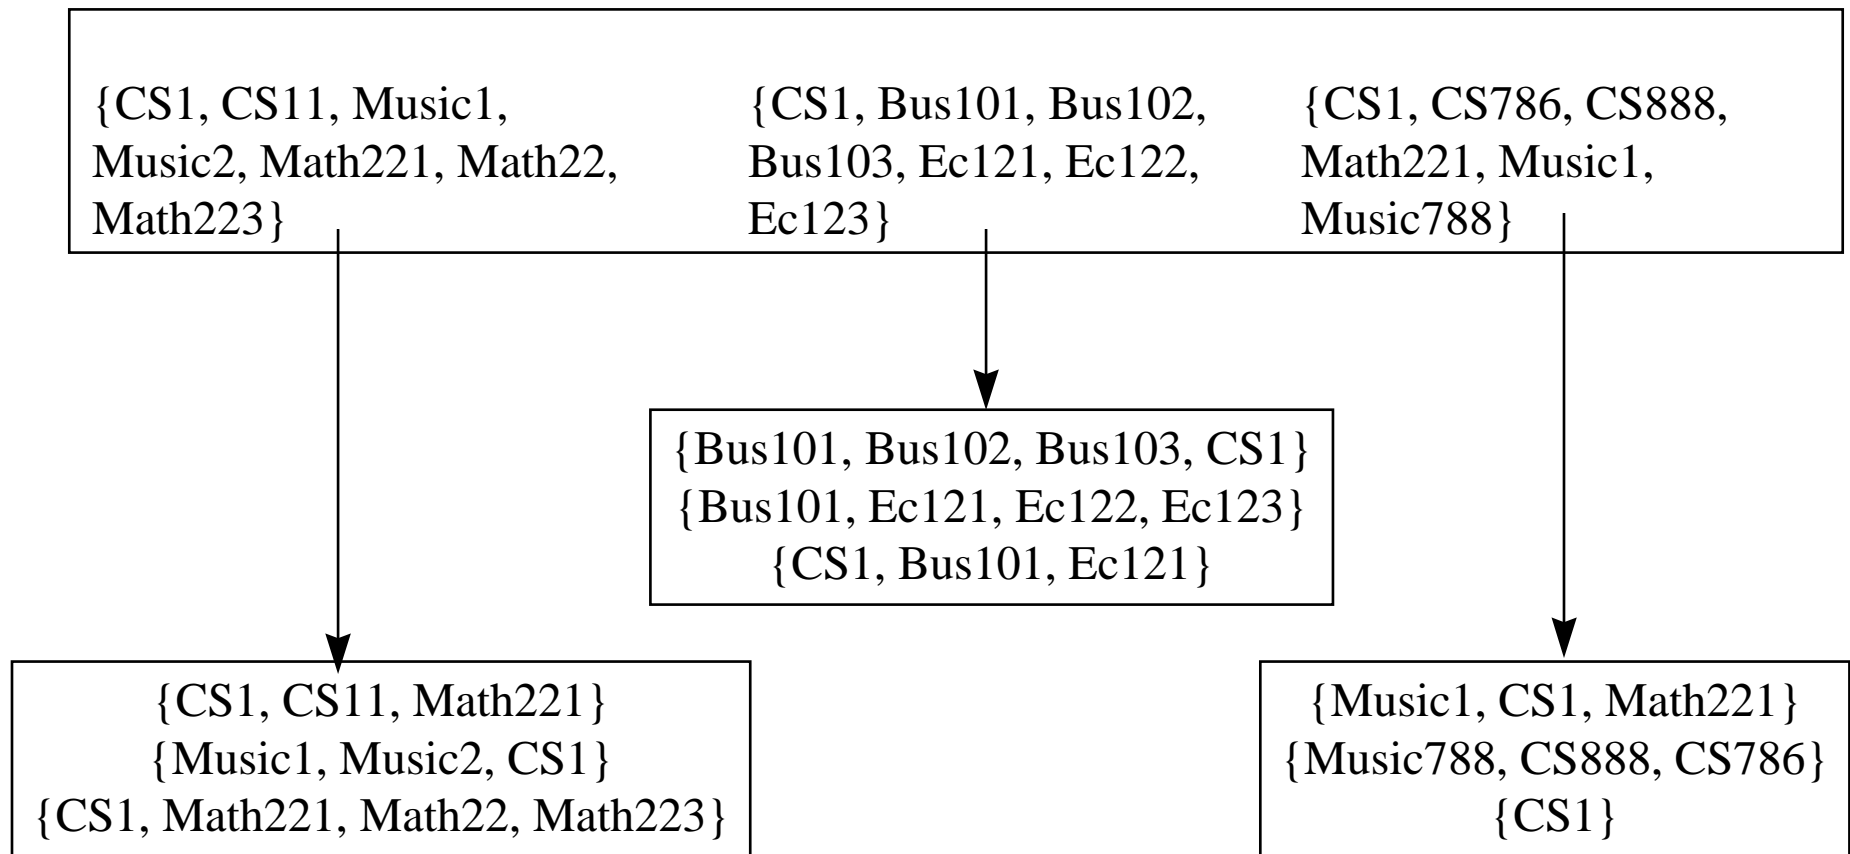 {CS1, CS11, Music1,
Music2, Math221, Math22,
Math223}
{CS1, Bus101, Bus102,
Bus103, Ec121, Ec122,
Ec123}
{CS1, CS786, CS888,
Math221, Music1,
Music788}
{Bus101, Bus102, Bus103, CS1}
{Bus101, Ec121, Ec122, Ec123}
{CS1, Bus101, Ec121}
{CS1, CS11, Math221}
{Music1, Music2, CS1}
{CS1, Math221, Math22, Math223}
{Music1, CS1, Math221}
{Music788, CS888, CS786}
{CS1}